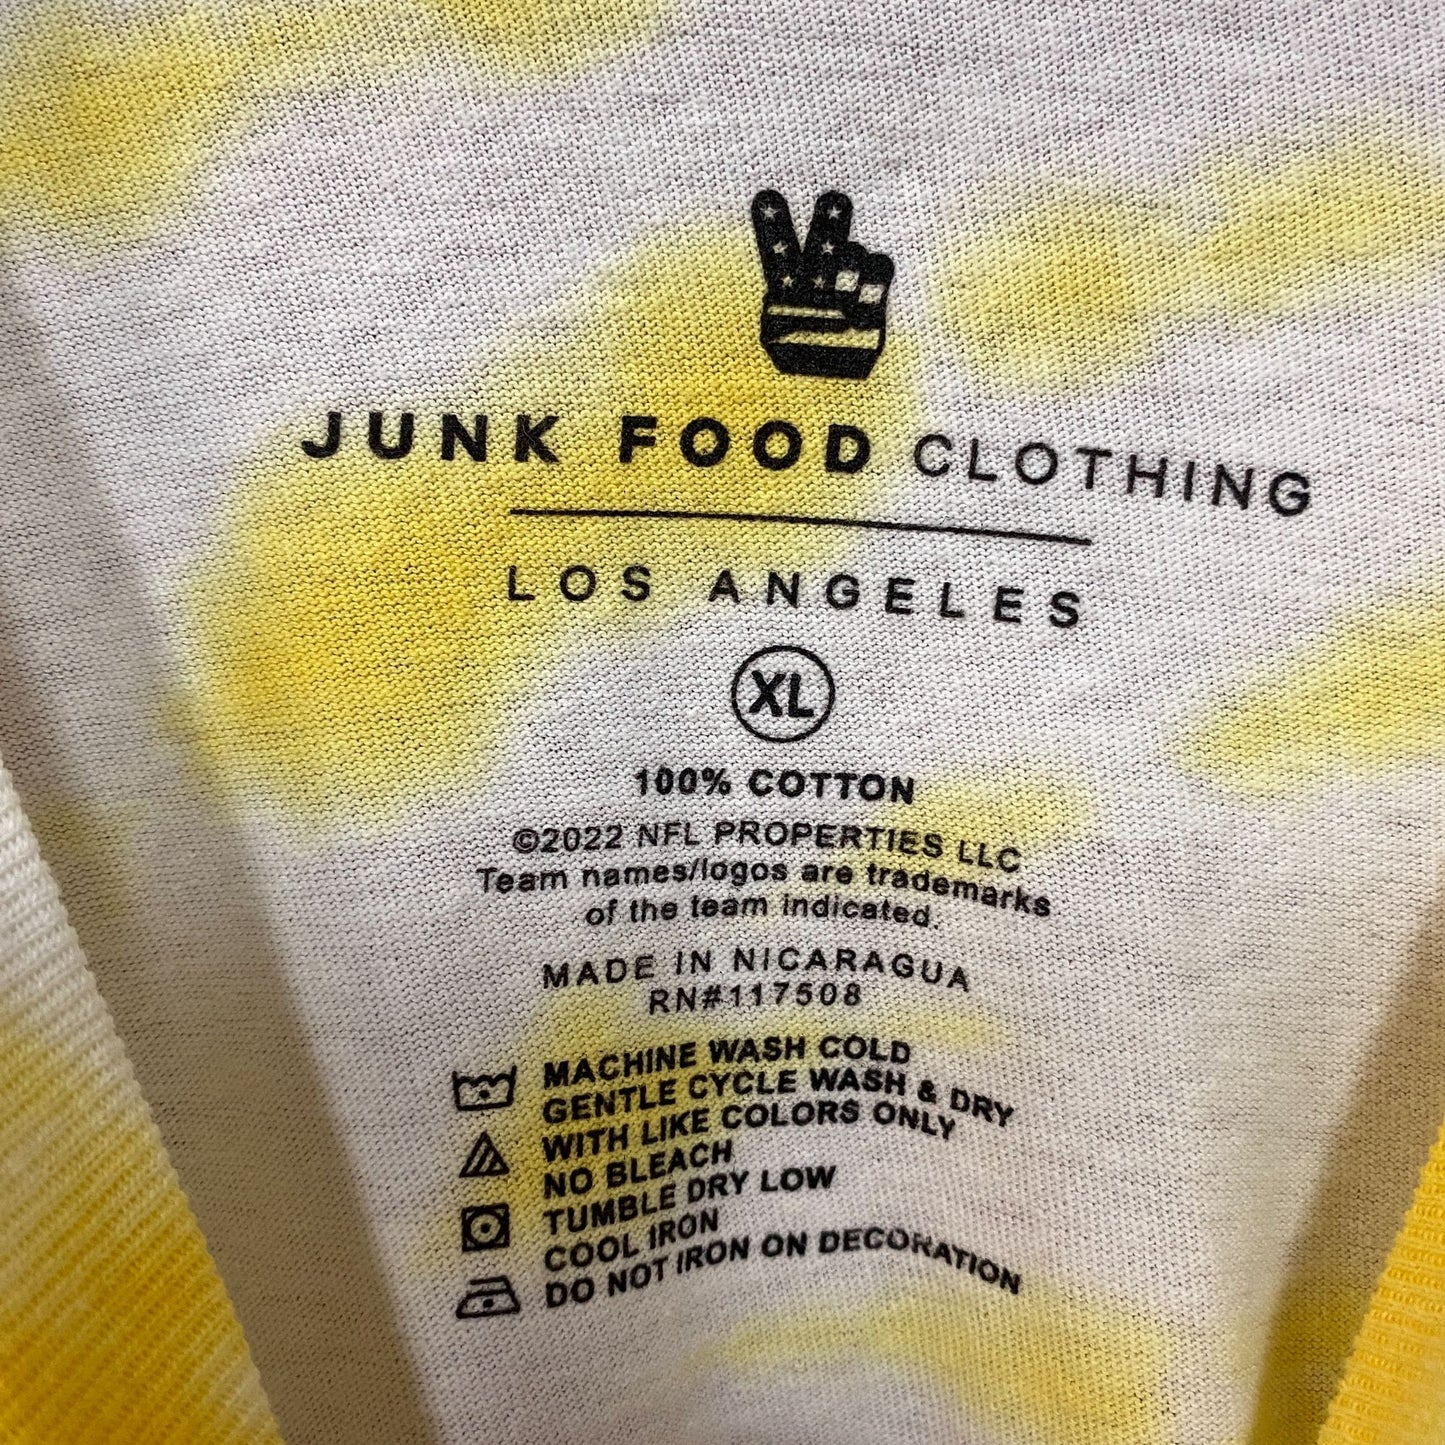 JUNK FOOD CLOTHING
LOS ANGELES
XL
100% COTTON
©2022 NFL PROPERTIES LLC
Team names/logos are trademarks
of the team indicated.
MADE IN NICARAGUA
RN#117508
MACHINE WASH COLD
GENTLE CYCLE WASH & DRY
WITH LIKE COLORS ONLY
NO BLEACH
TUMBLE DRY LOW
COOL IRON
DO NOT IRON ON DECORATION